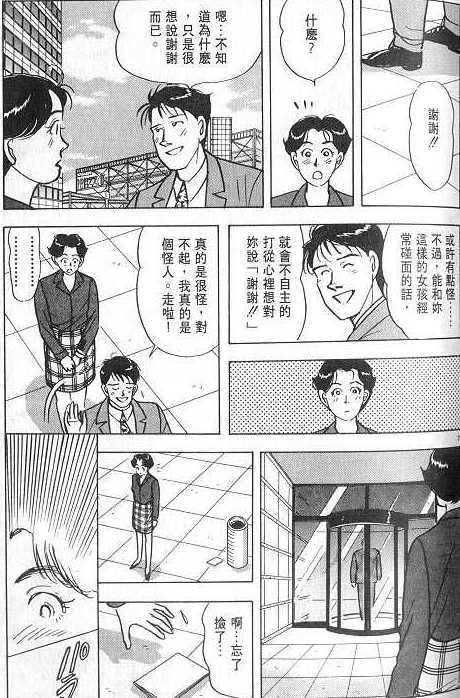 謝謝!!
什麼?
嗯…不知
道為什麼
,只是很
想說謝謝
而已。
或許有點怪……
不過,能和妳
這樣的女孩經
常碰面的話,
就會不自主的
打從心裡想對
妳說「謝謝!!」
真的是很怪,對
不起,我真的是
個怪人。走啦!
………
啊…忘了
撿了…